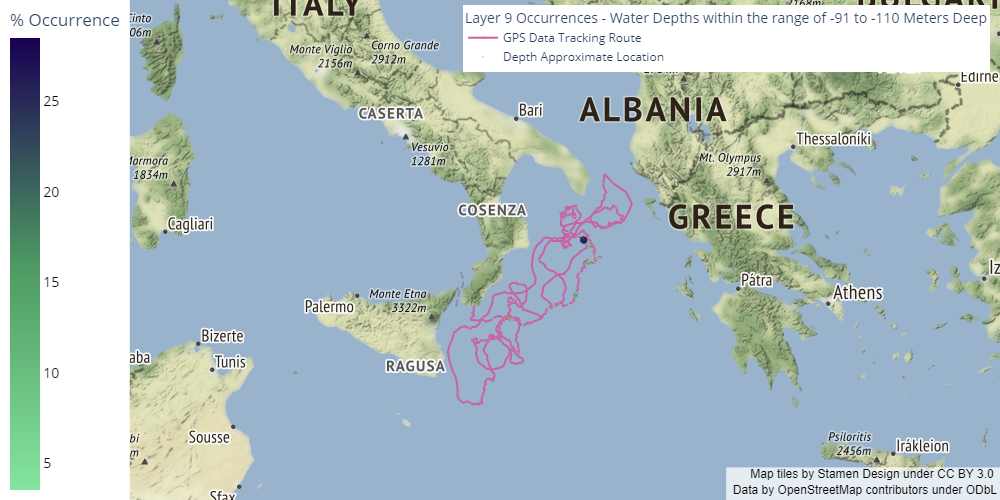 % Occurrence
25
20
15
10
5
Layer 9 Occurrences - Water Depths within the range of -91 to -110 Meters Deep
GPS Data Tracking Route
Depth Approximate Location
ITALY
2168m
Cinto
06m
Monte Viglio
2156m
Corno Grande
2912m
CASERTA
Vesuvio
1281m
Bari
ALBANIA
Edirne
Thessaloníki
Mt. Olympus
2917m
Marmora
1834m
Cagliari
COSENZA
GREECE
Iz
Pátra
Athens
Palermo
Monte Etna
3322m
RAGUSA
Bizerte
aba
Tunis
Sousse
bi
m
Sfax
Psiloritis
2456m
Irákleion
Map tiles by Stamen Design under CC BY 3.0
Data by OpenStreetMap contributors under ODbL